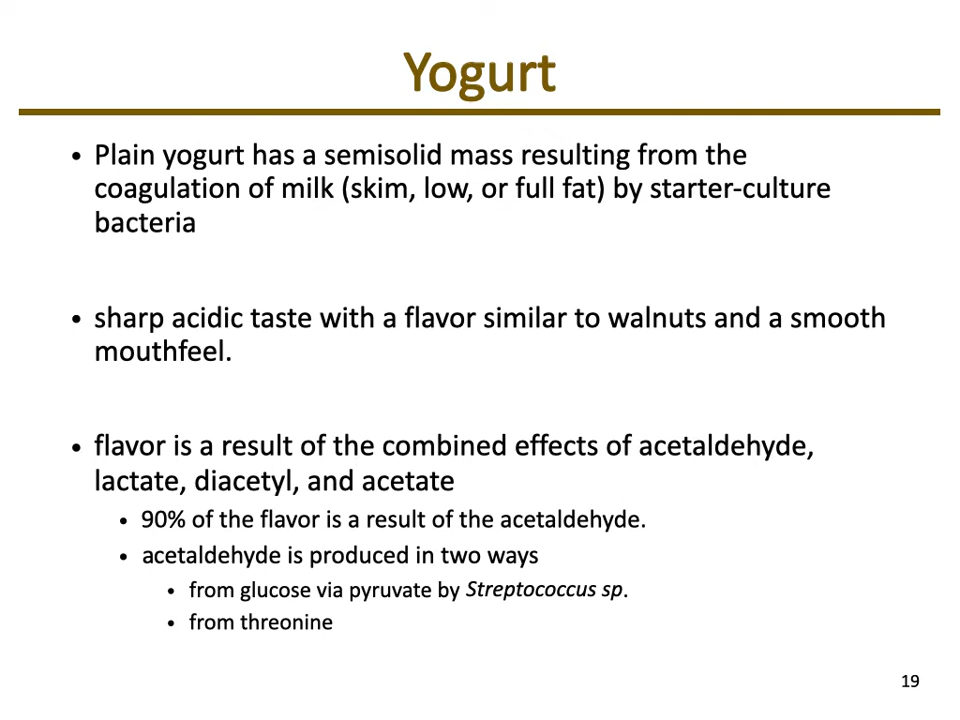 Yogurt
• Plain yogurt has a semisolid mass resulting from the
coagulation of milk (skim, low, or full fat) by starter-culture
bacteria
• sharp acidic taste with a flavor similar to walnuts and a smooth
mouthfeel.
• flavor is a result of the combined effects of acetaldehyde,
lactate, diacetyl, and acetate
• 90% of the flavor is a result of the acetaldehyde.
• acetaldehyde is produced in two ways
• from glucose via pyruvate by Streptococcus sp.
• from threonine
19